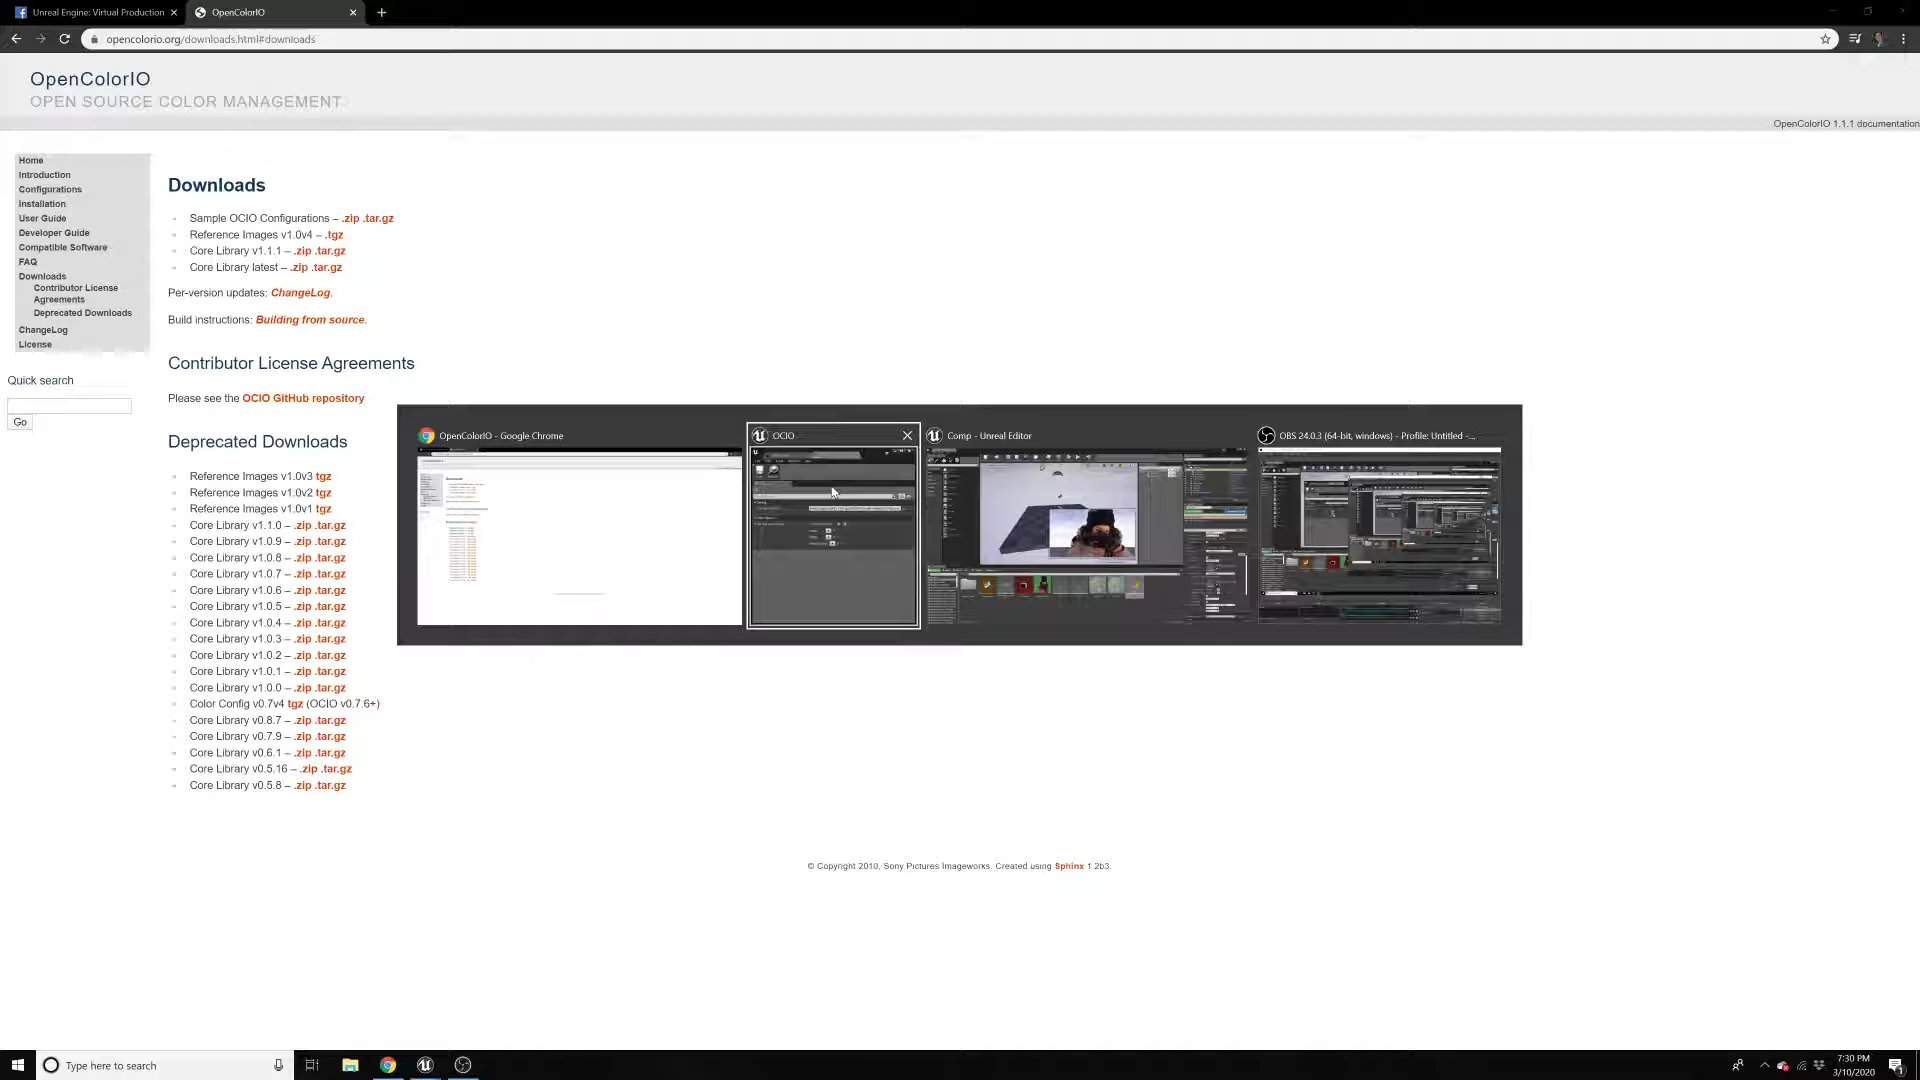 Unreal Engine: Virtual Production
OpenColorIO
opencolorio.org/downloads.html#downloads
OpenColorIO
OPEN SOURCE COLOR MANAGEMENT
OpenColorIO 1.1.1 documentation
Home
Introduction
Configurations
Installation
User Guide
Developer Guide
Compatible Software
FAQ
Downloads
Contributor License
Agreements
Deprecated Downloads
ChangeLog
License
Quick search
Go
Downloads
Sample OCIO Configurations – .zip .tar.gz
Reference Images v1.0v4 – .tgz
Core Library v1.1.1 – .zip .tar.gz
Core Library latest – .zip .tar.gz
Per-version updates: ChangeLog.
Build instructions: Building from source.
Contributor License Agreements
Please see the OCIO GitHub repository
Deprecated Downloads
Reference Images v1.0v3 tgz
Reference Images v1.0v2 tgz
Reference Images v1.0v1 tgz
Core Library v1.1.0 – .zip .tar.gz
Core Library v1.0.9 – .zip .tar.gz
Core Library v1.0.8 – .zip .tar.gz
Core Library v1.0.7 – .zip .tar.gz
Core Library v1.0.6 – .zip .tar.gz
Core Library v1.0.5 – .zip .tar.gz
Core Library v1.0.4 – .zip .tar.gz
Core Library v1.0.3 – .zip .tar.gz
Core Library v1.0.2 – .zip .tar.gz
Core Library v1.0.1 – .zip .tar.gz
Core Library v1.0.0 – .zip .tar.gz
Color Config v0.7v4 tgz (OCIO v0.7.6+)
Core Library v0.8.7 – .zip .tar.gz
Core Library v0.7.9 – .zip .tar.gz
Core Library v0.6.1 – .zip .tar.gz
Core Library v0.5.16 – .zip .tar.gz
Core Library v0.5.8 – .zip .tar.gz
OpenColorIO - Google Chrome
OCIO
Comp - Unreal Editor
OBS 24.0.3 (64-bit, windows) - Profile: Untitled -...
© Copyright 2010, Sony Pictures Imageworks. Created using Sphinx 1.2b3.
Type here to search
7:30 PM
3/10/2020
1